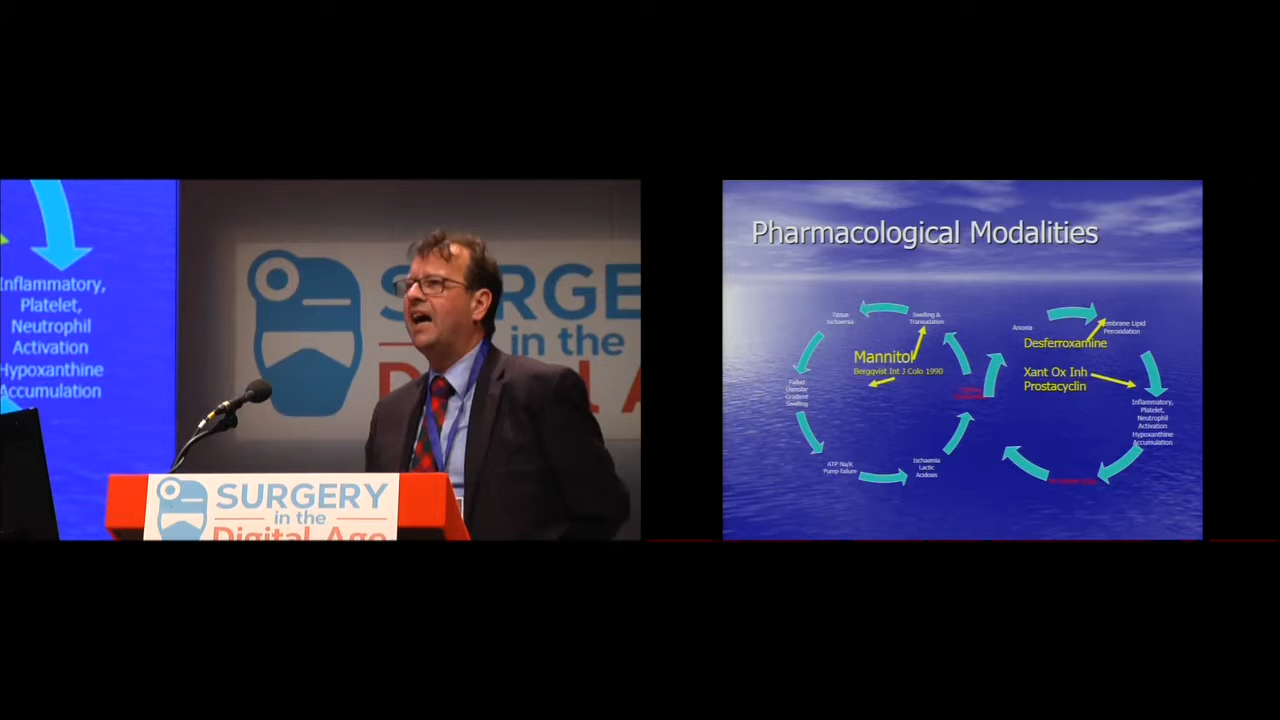 Inflammatory,
Platelet,
Neutrophil
Activation
Hypoxanthine
Accumulation
SURGE
in the
SURGERY
in the
Digital Age
Pharmacological Modalities
Tissue
Ischaemia
Swelling &
Transudation
Mannitol
Bergqvist Int J Colo 1990
Failed
Osmolar
Gradient
Swelling
ATP Na/K
Pump failure
Ischaemia
Lactic
Acidosis
Anoxia
Membrane Lipid
Peroxidation
Desferroxamine
Xant Ox Inh
Prostacyclin
Inflammatory,
Platelet,
Neutrophil
Activation
Hypoxanthine
Accumulation